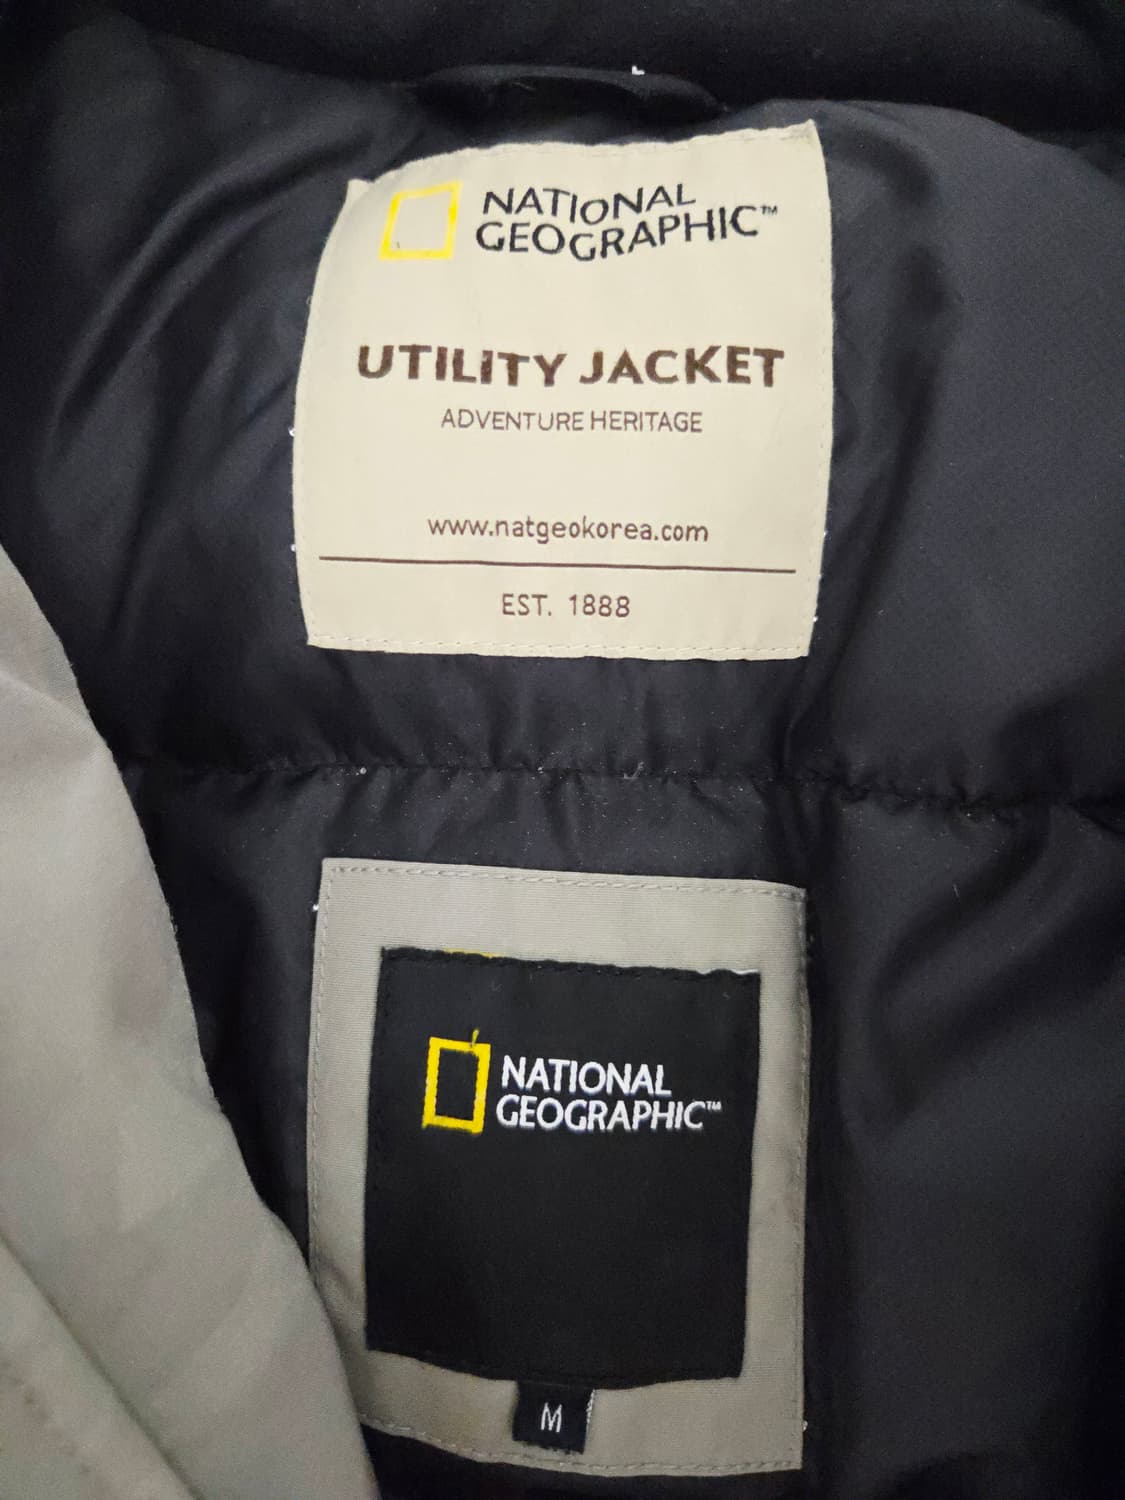 NATIONAL
GEOGRAPHIC™
UTILITY JACKET
ADVENTURE HERITAGE
www.natgeokorea.com
EST. 1888
NATIONAL
GEOGRAPHIC™
M